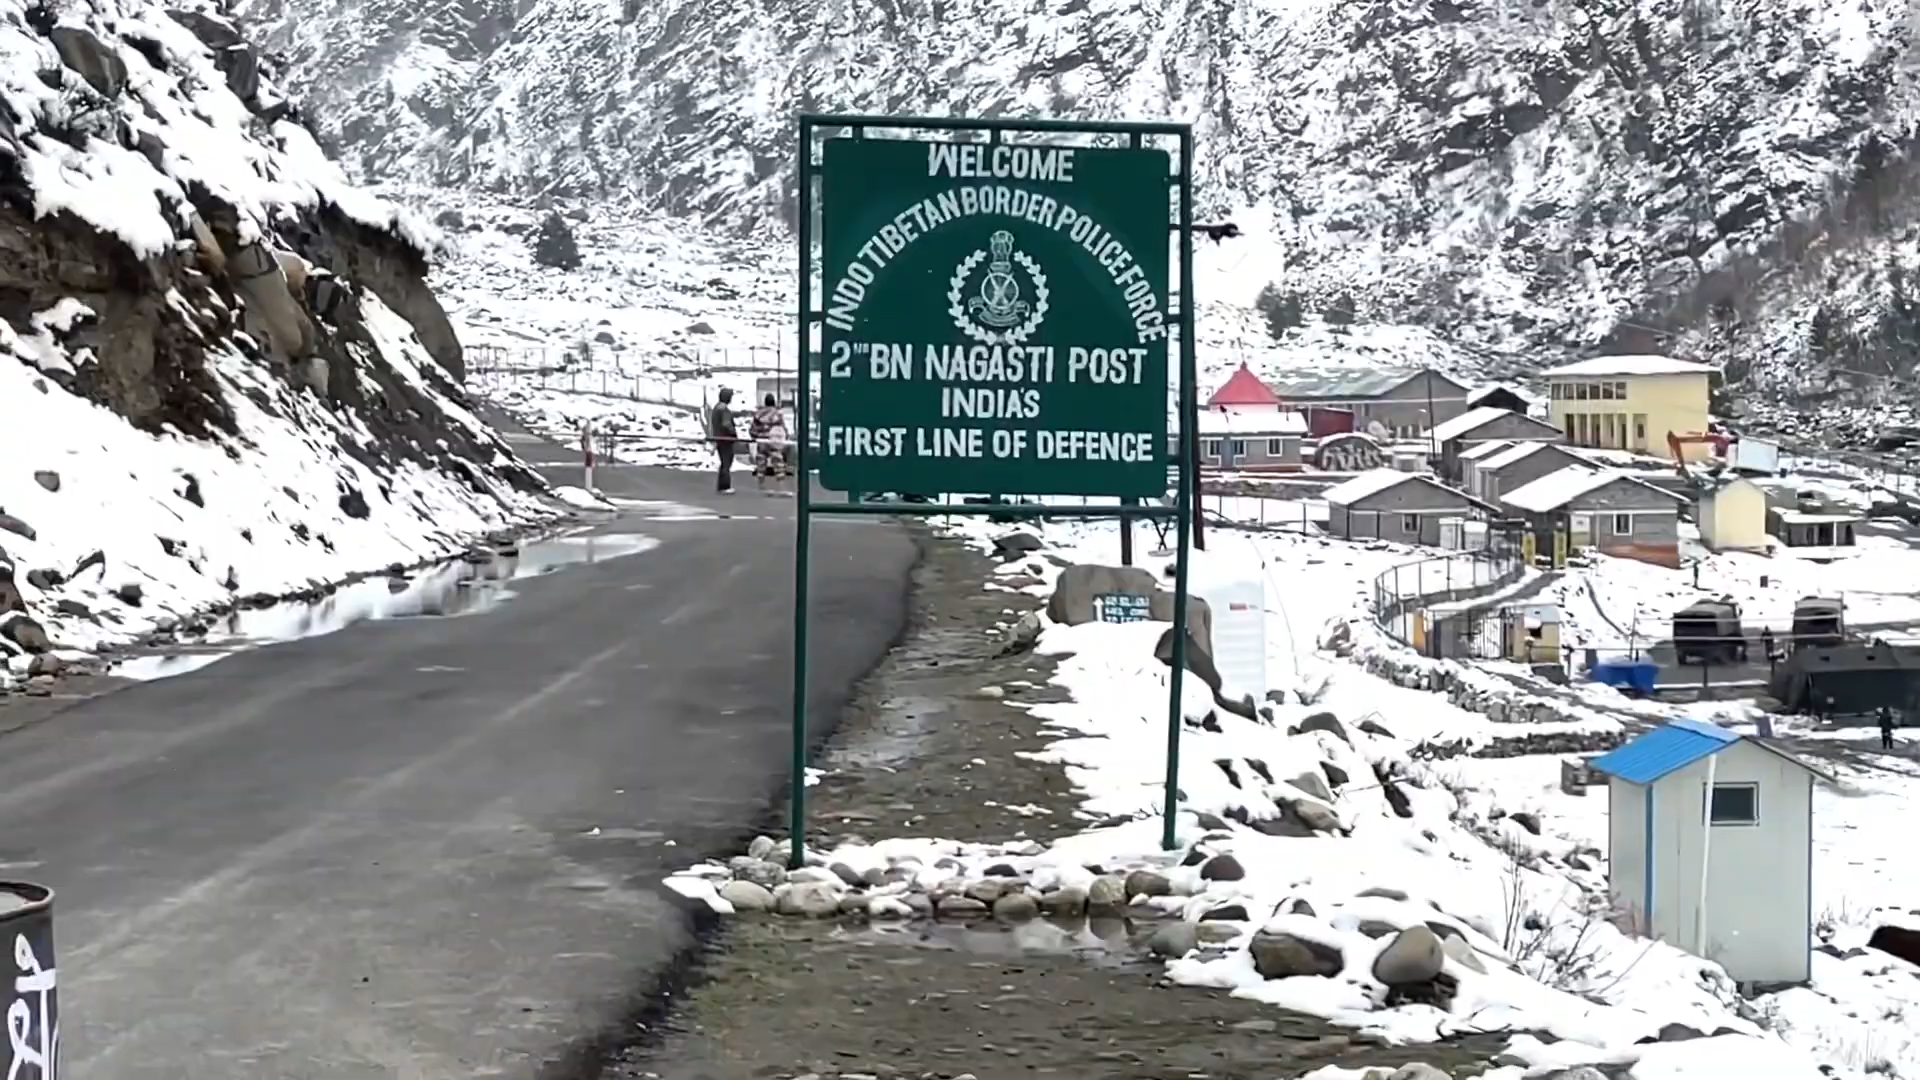 WELCOME
INDO TIBETAN BORDER POLICE FORCE
2ND BN NAGASTI POST
INDIA'S
FIRST LINE OF DEFENCE